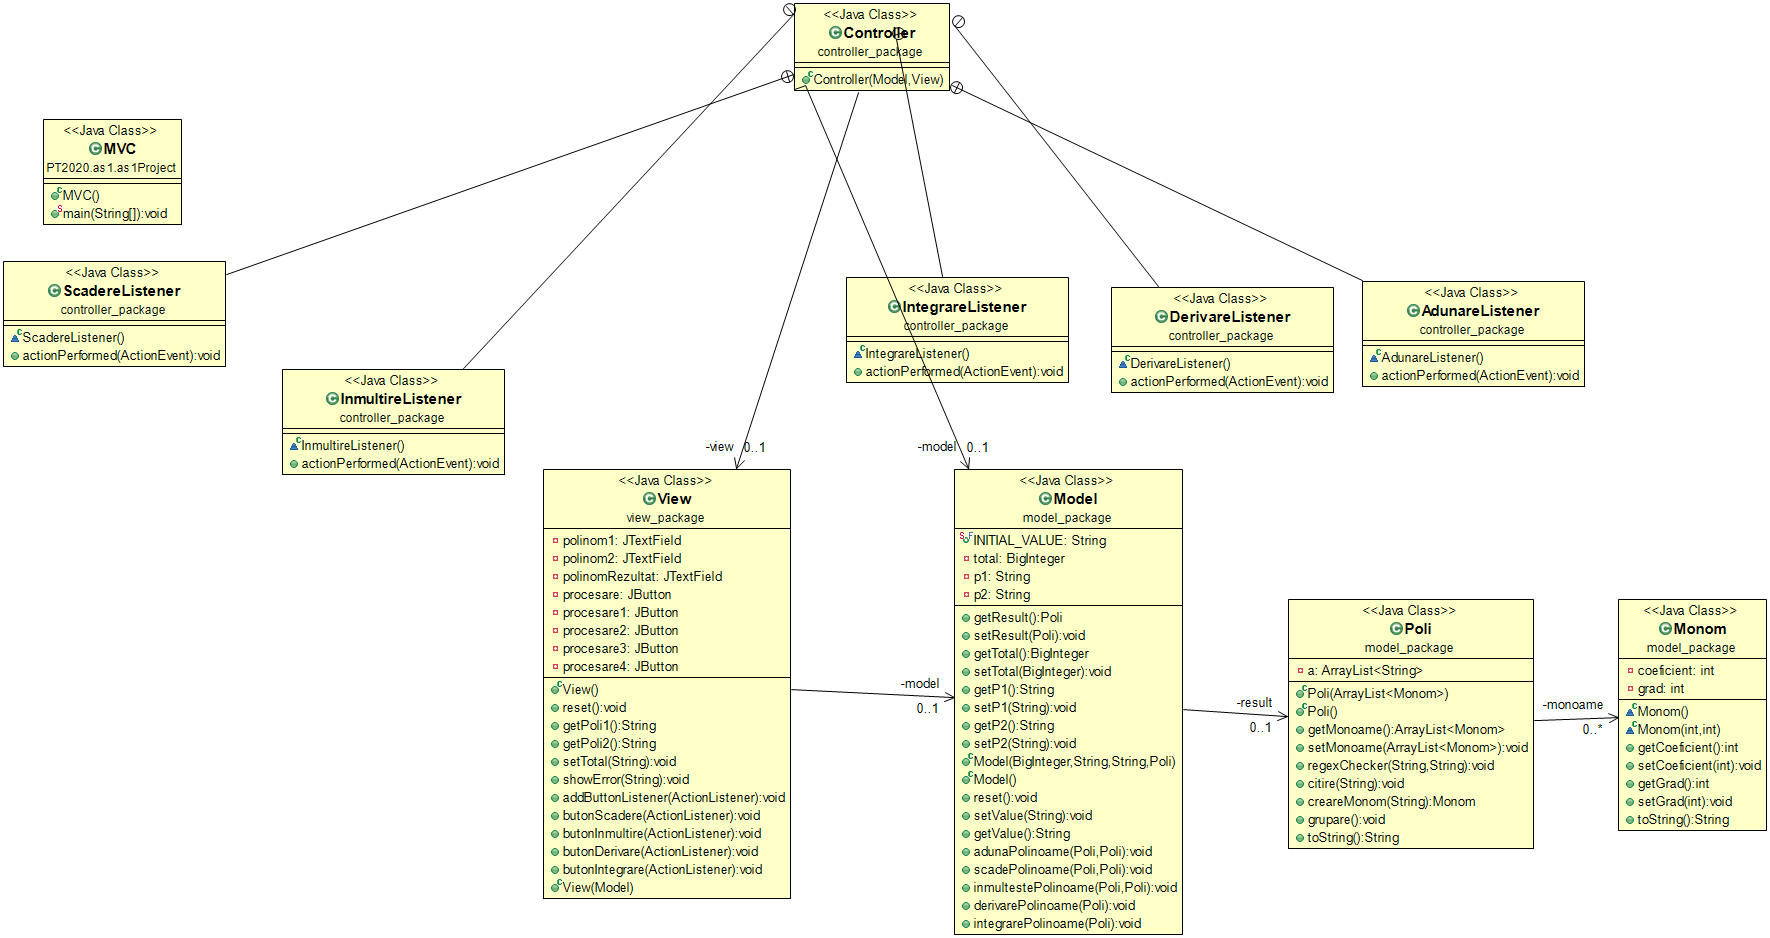 <<Java Class>>
Controller
controller_package
Controller(Model,View)
<<Java Class>>
MVC
PT2020.as1.as1Project
MVC()
main(String[]):void
<<Java Class>>
ScadereListener
controller_package
ScadereListener()
actionPerformed(ActionEvent):void
<<Java Class>>
InmultireListener
controller_package
InmultireListener()
actionPerformed(ActionEvent):void
<<Java Class>>
IntegrareListener
controller_package
IntegrareListener()
actionPerformed(ActionEvent):void
<<Java Class>>
DerivareListener
controller_package
DerivareListener()
actionPerformed(ActionEvent):void
<<Java Class>>
AdunareListener
controller_package
AdunareListener()
actionPerformed(ActionEvent):void
-view 0..1
-model 0..1
<<Java Class>>
View
view_package
polinom1: JTextField
polinom2: JTextField
polinomRezultat: JTextField
procesare: JButton
procesare1: JButton
procesare2: JButton
procesare3: JButton
procesare4: JButton
View()
reset():void
getPoli1():String
getPoli2():String
setTotal(String):void
showError(String):void
addButtonListener(ActionListener):void
butonScadere(ActionListener):void
butonInmultire(ActionListener):void
butonDerivare(ActionListener):void
butonIntegrare(ActionListener):void
View(Model)
-model
0..1
<<Java Class>>
Model
model_package
INITIAL_VALUE: String
total: BigInteger
p1: String
p2: String
getResult():Poli
setResult(Poli):void
getTotal():BigInteger
setTotal(BigInteger):void
getP1():String
setP1(String):void
getP2():String
setP2(String):void
Model(BigInteger,String,String,Poli)
Model()
reset():void
setValue(String):void
getValue():String
adunaPolinoame(Poli,Poli):void
scadePolinoame(Poli,Poli):void
inmultestePolinoame(Poli,Poli):void
derivarePolinoame(Poli):void
integrarePolinoame(Poli):void
-result
0..1
<<Java Class>>
Poli
model_package
a: ArrayList<String>
Poli(ArrayList<Monom>)
Poli()
getMonoame():ArrayList<Monom>
setMonoame(ArrayList<Monom>):void
regexChecker(String,String):void
citire(String):void
creareMonom(String):Monom
grupare():void
toString():String
-monoame
0..*
<<Java Class>>
Monom
model_package
coeficient: int
grad: int
Monom()
Monom(int,int)
getCoeficient():int
setCoeficient(int):void
getGrad():int
setGrad(int):void
toString():String